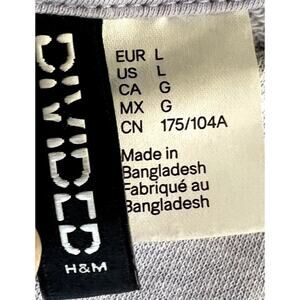 DIVIDED
H&M
EUR L
US L
CA G
MX G
CN 175/104A
Made in
Bangladesh
Fabriqué au
Bangladesh